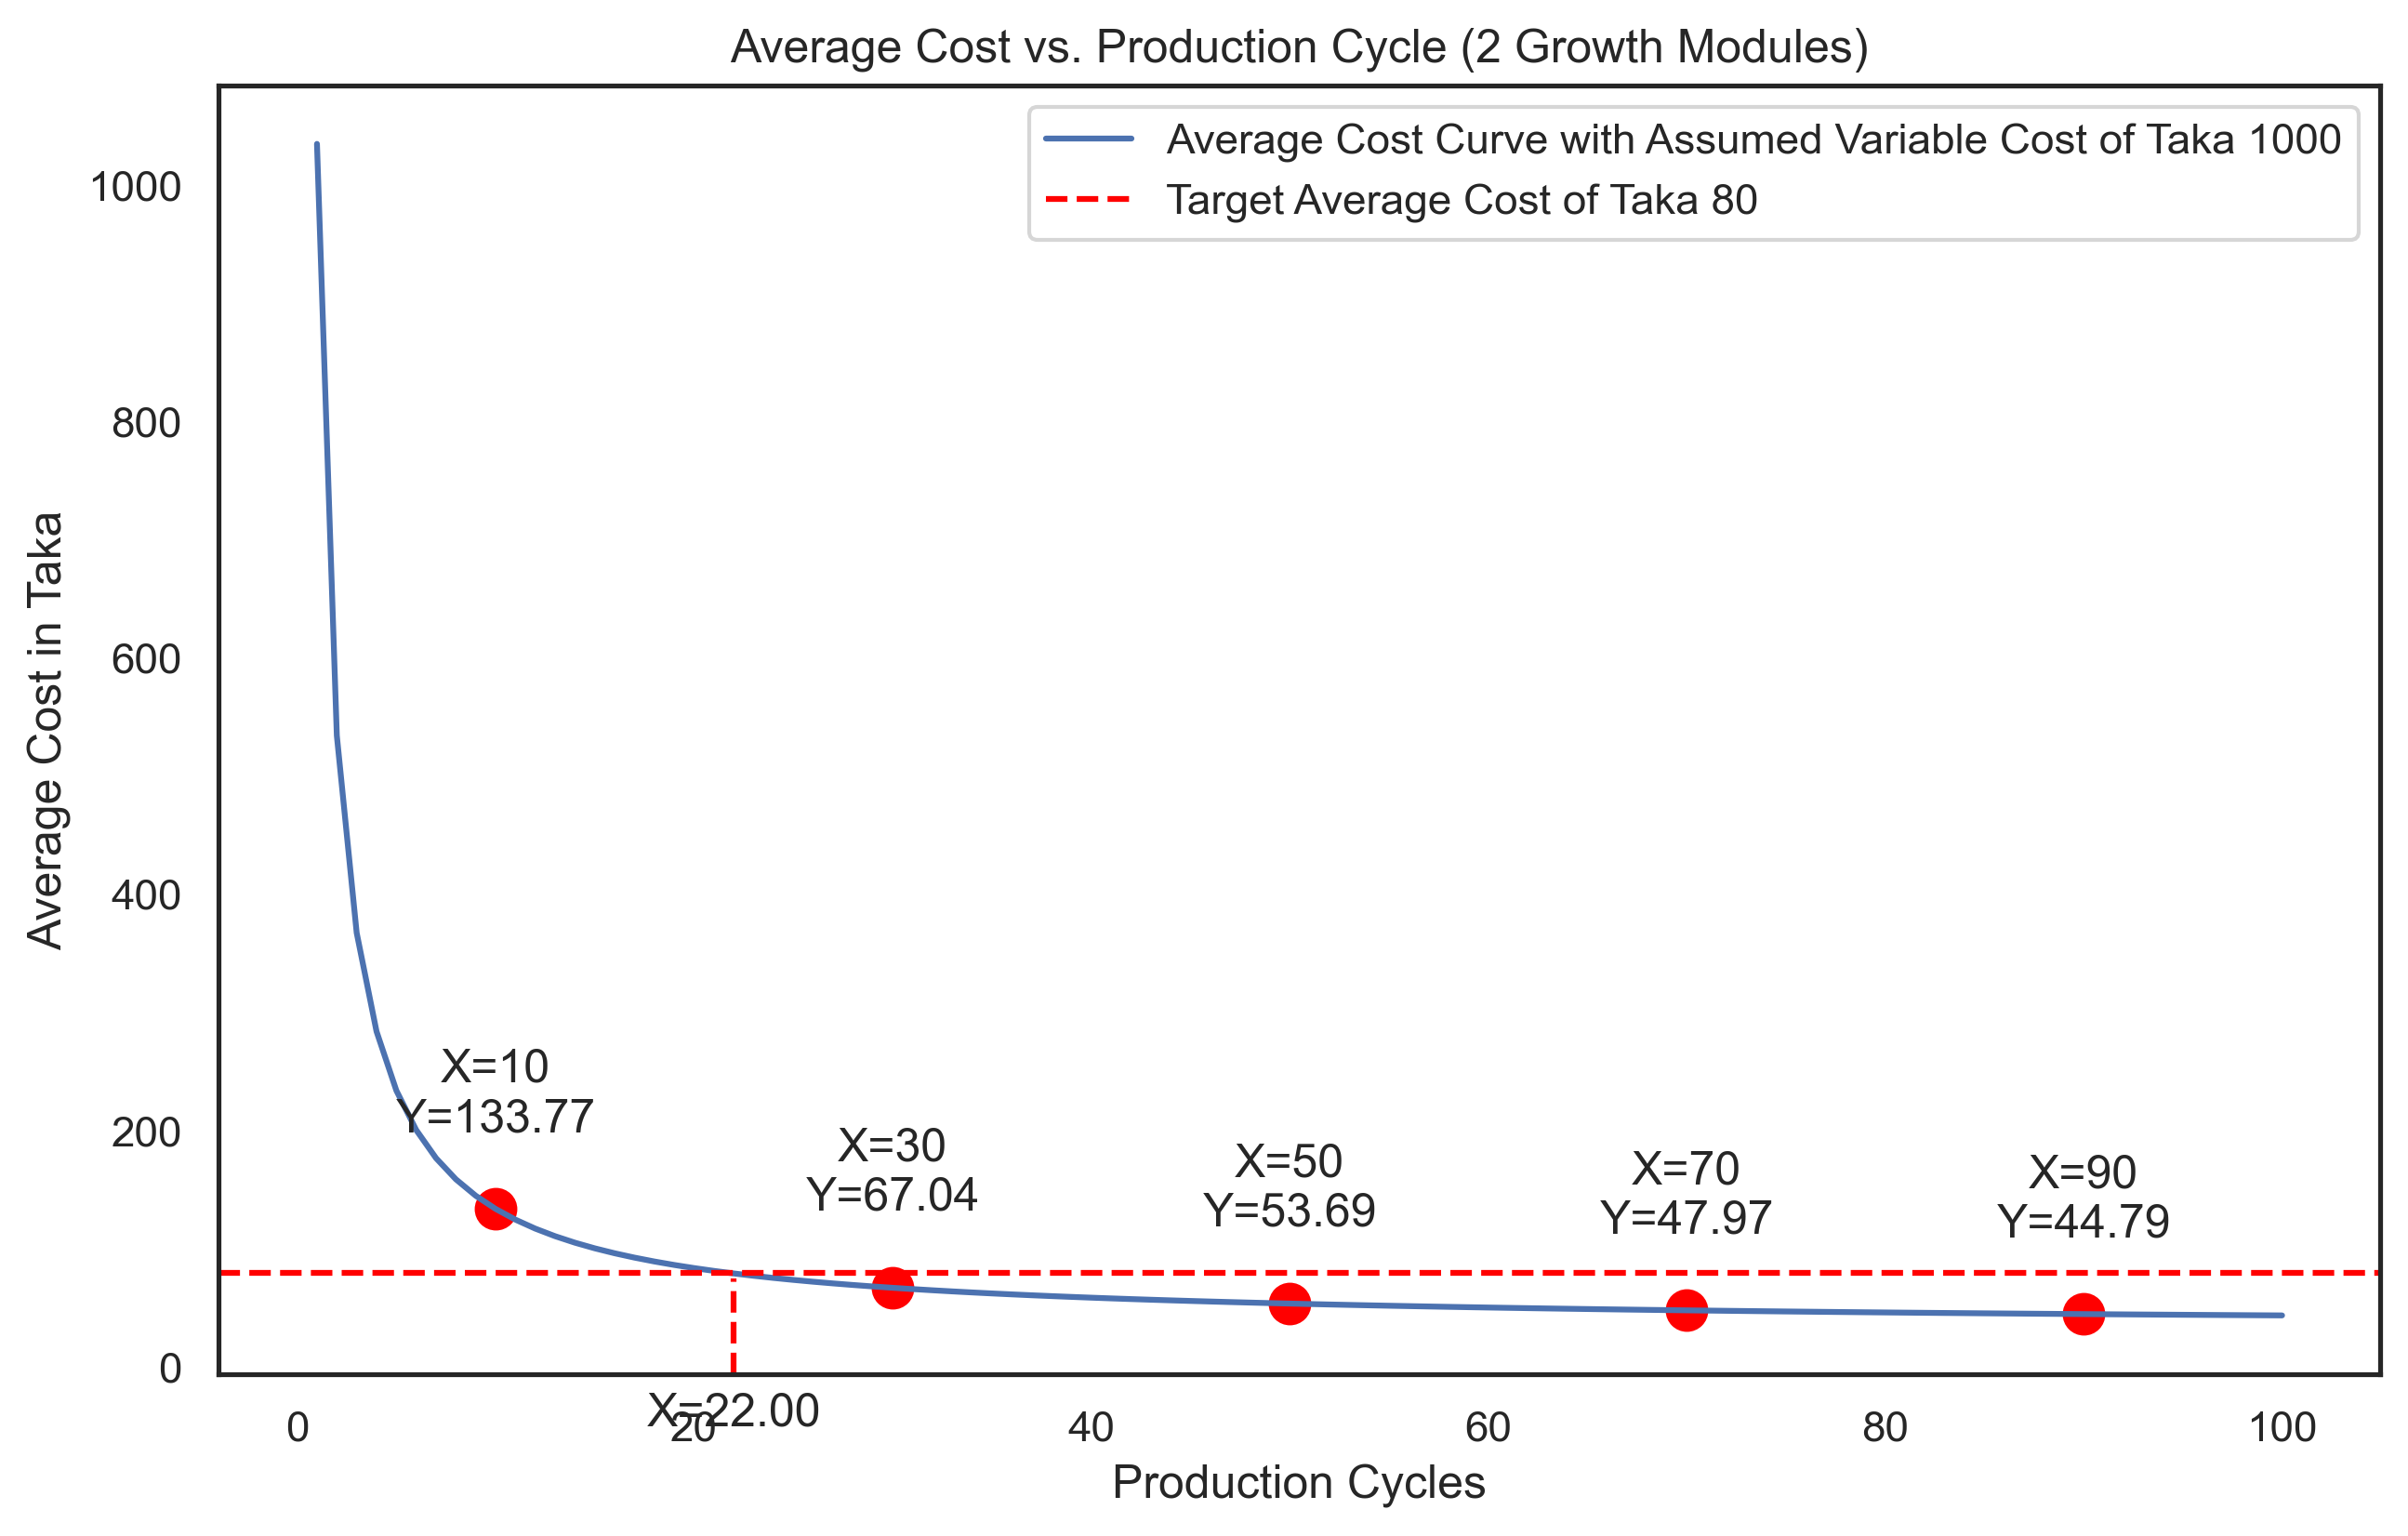 Average Cost vs. Production Cycle (2 Growth Modules)
Average Cost Curve with Assumed Variable Cost of Taka 1000
Target Average Cost of Taka 80
Average Cost in Taka
1000
800
600
400
200
0
X=10
Y=133.77
X=30
Y=67.04
X=50
Y=53.69
X=70
Y=47.97
X=90
Y=44.79
X=22.00
0
20
40
60
80
100
Production Cycles